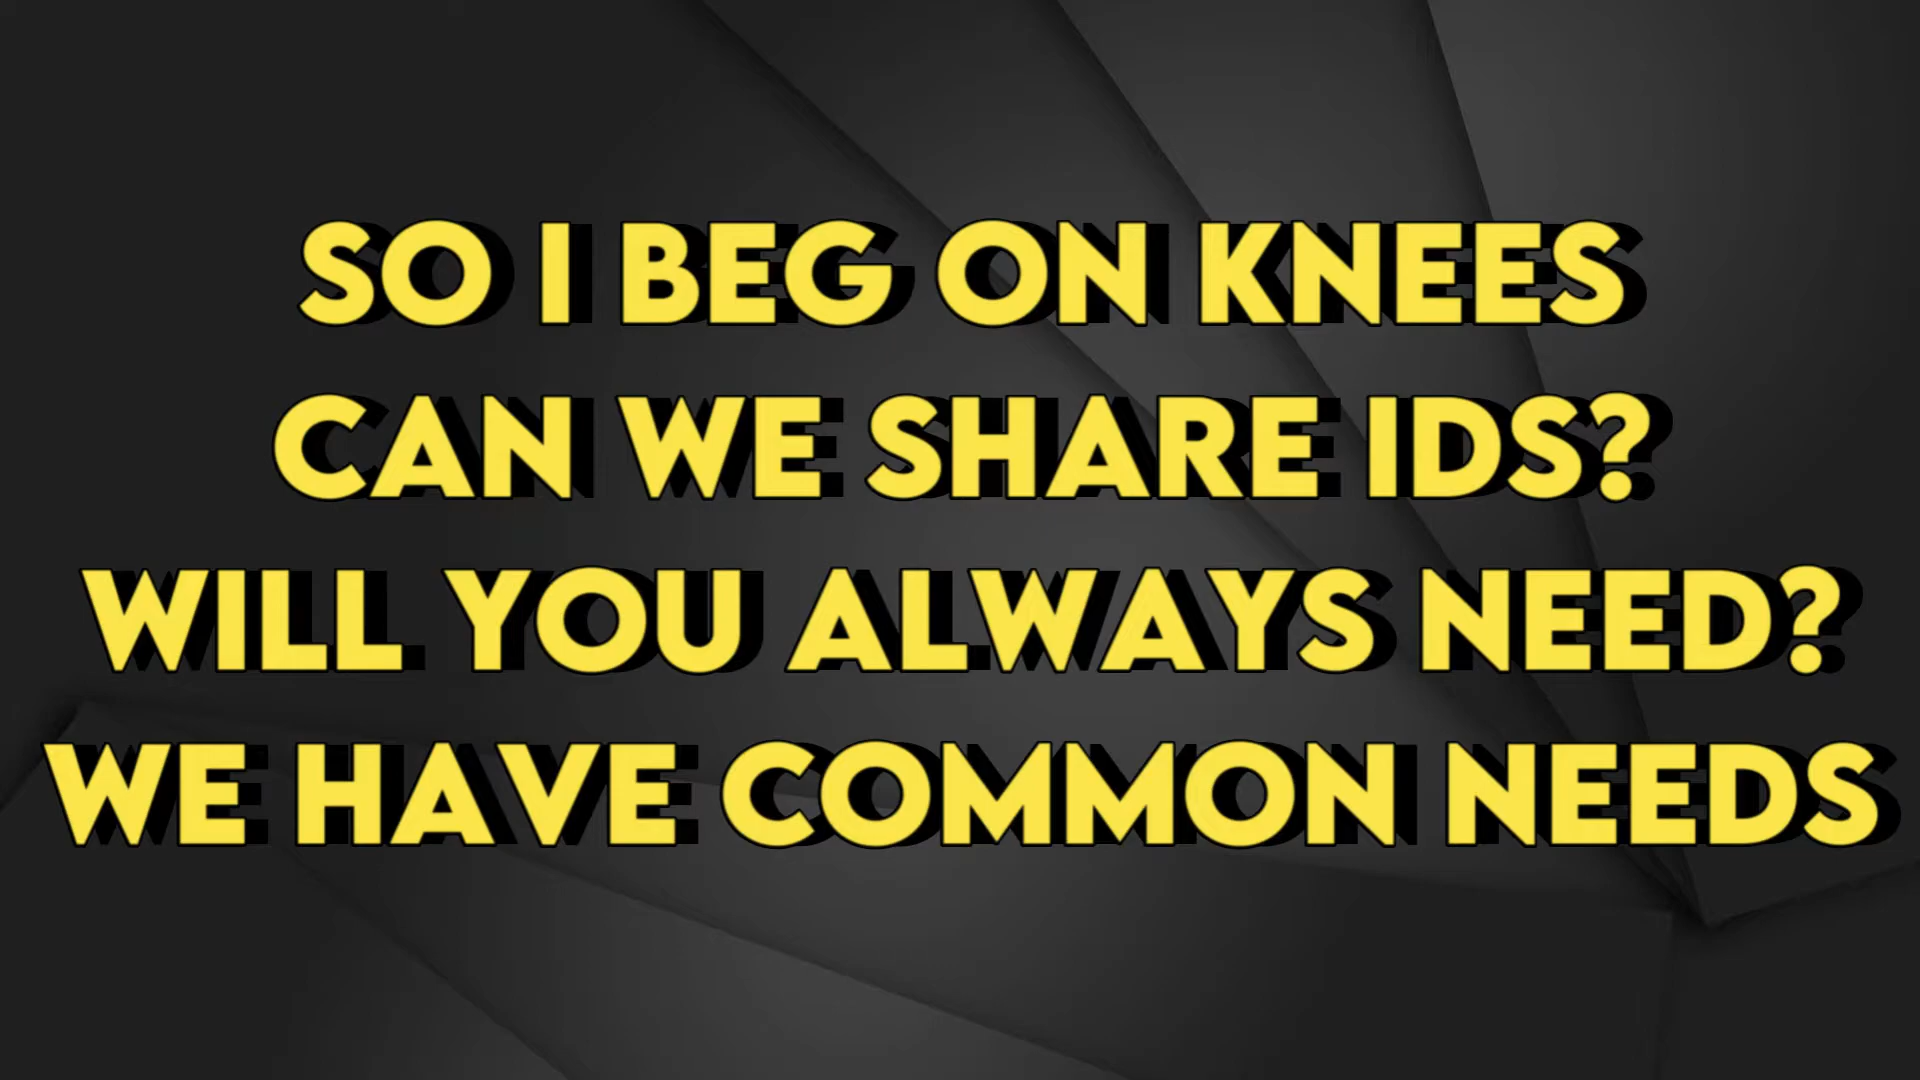 SO I BEG ON KNEES
CAN WE SHARE IDS?
WILL YOU ALWAYS NEED?
WE HAVE COMMON NEEDS